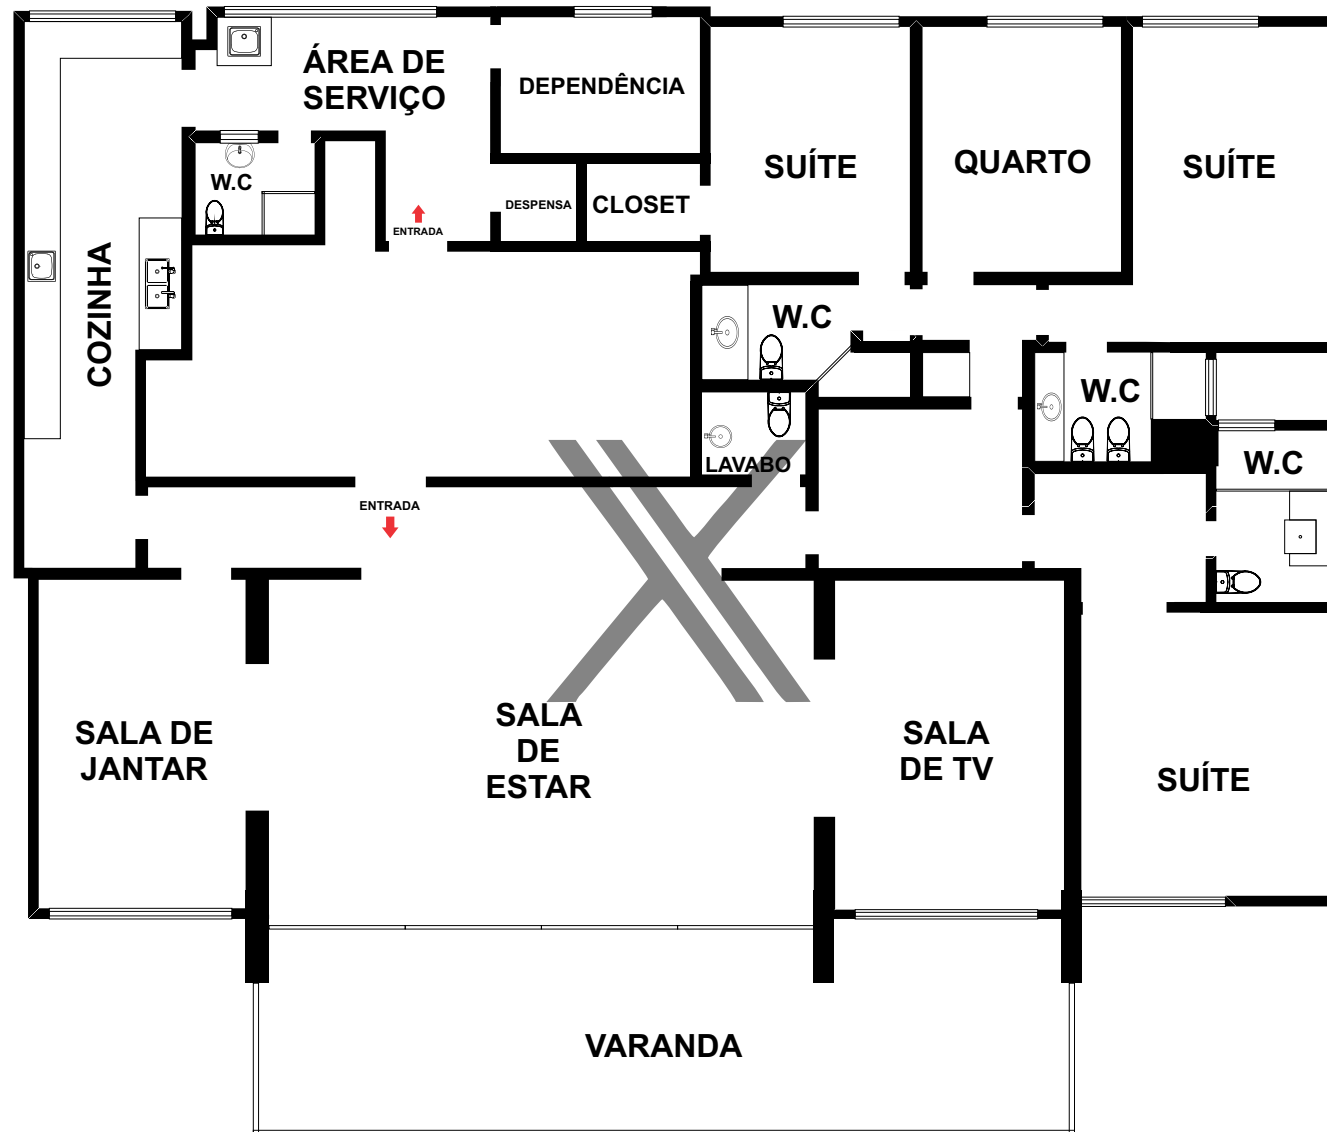 ÁREA DE
SERVIÇO
DEPENDÊNCIA
SUÍTE
QUARTO
SUÍTE
W.C
DESPENSA
CLOSET
ENTRADA
COZINHA
W.C
W.C
LAVABO
W.C
ENTRADA
SALA DE
JANTAR
SALA
DE
ESTAR
SALA
DE TV
SUÍTE
VARANDA